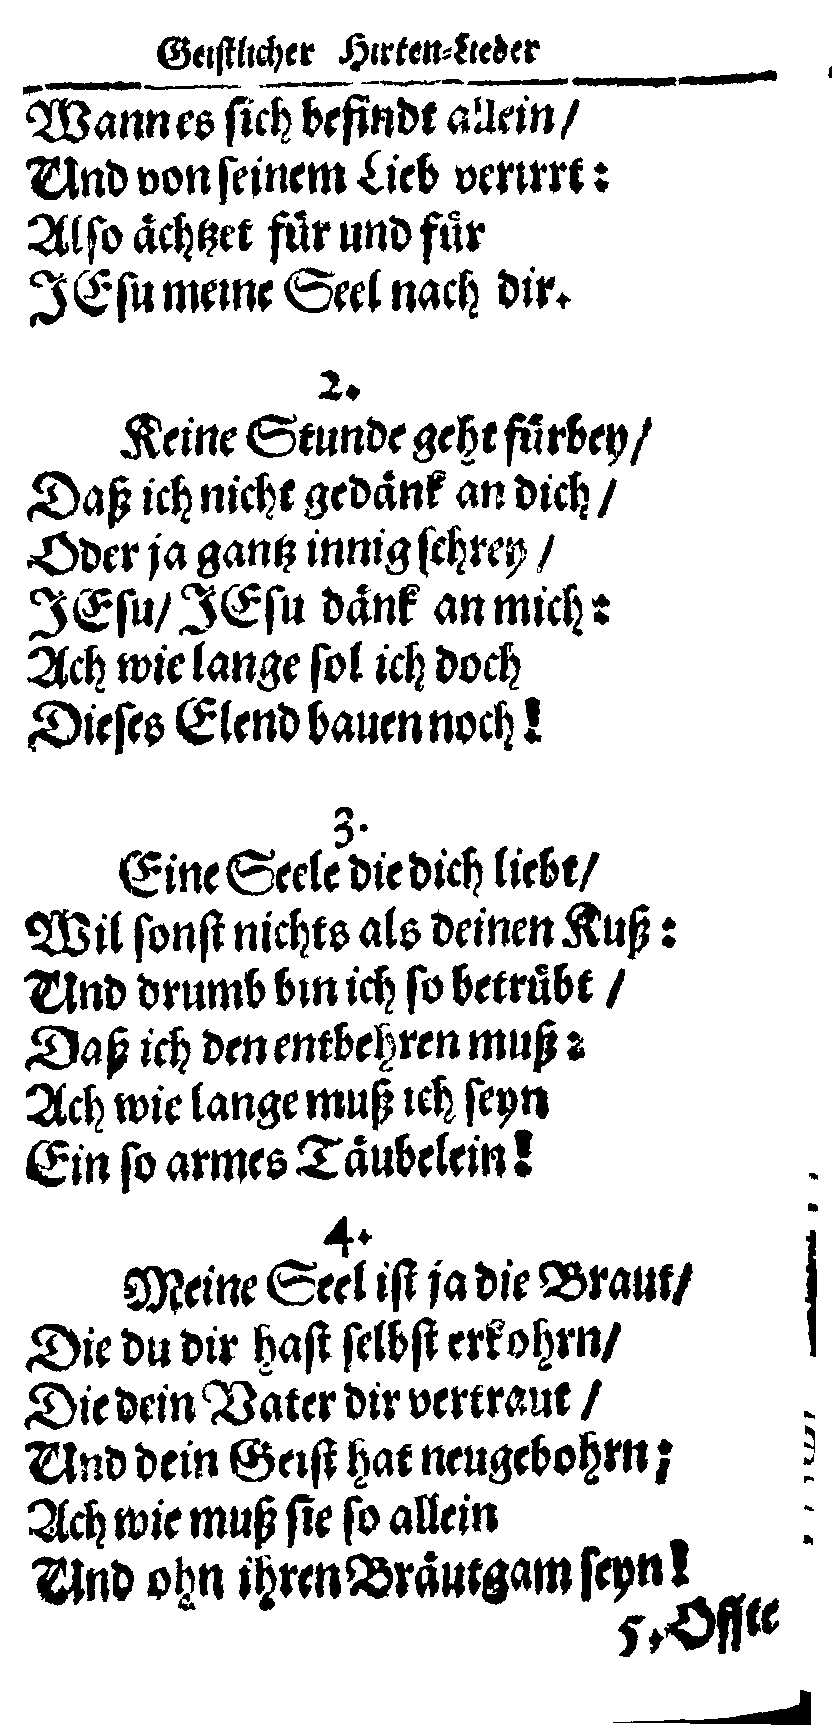 Geistlicher Hirten-Lieder
Wann es sich befindt allein/
Und von seinem Lieb verirrt:
Also ächtzet für und für
JEsu meine Seel nach dir.
2.
Keine Stunde geht fürbey/
Daß ich nicht gedänk an dich/
Oder ja gantz innig schrey/
JEsu/ JEsu dänk an mich:
Ach wie lange sol ich doch
Dieses Elend bauen noch!
3.
Eine Seele die dich liebt/
Wil sonst nichts als deinen Kuß:
Und drumb bin ich so betrübt/
Daß ich den entbehren muß:
Ach wie lange muß ich seyn
Ein so armes Täubelein!
4.
Meine Seel ist ja die Braut/
Die du dir hast selbst erkohrn/
Die dein Vater dir vertraut/
Und dein Geist hat neugebohrn;
Ach wie muß sie so allein
Und ohn ihren Bräutgam seyn!
5. Offte